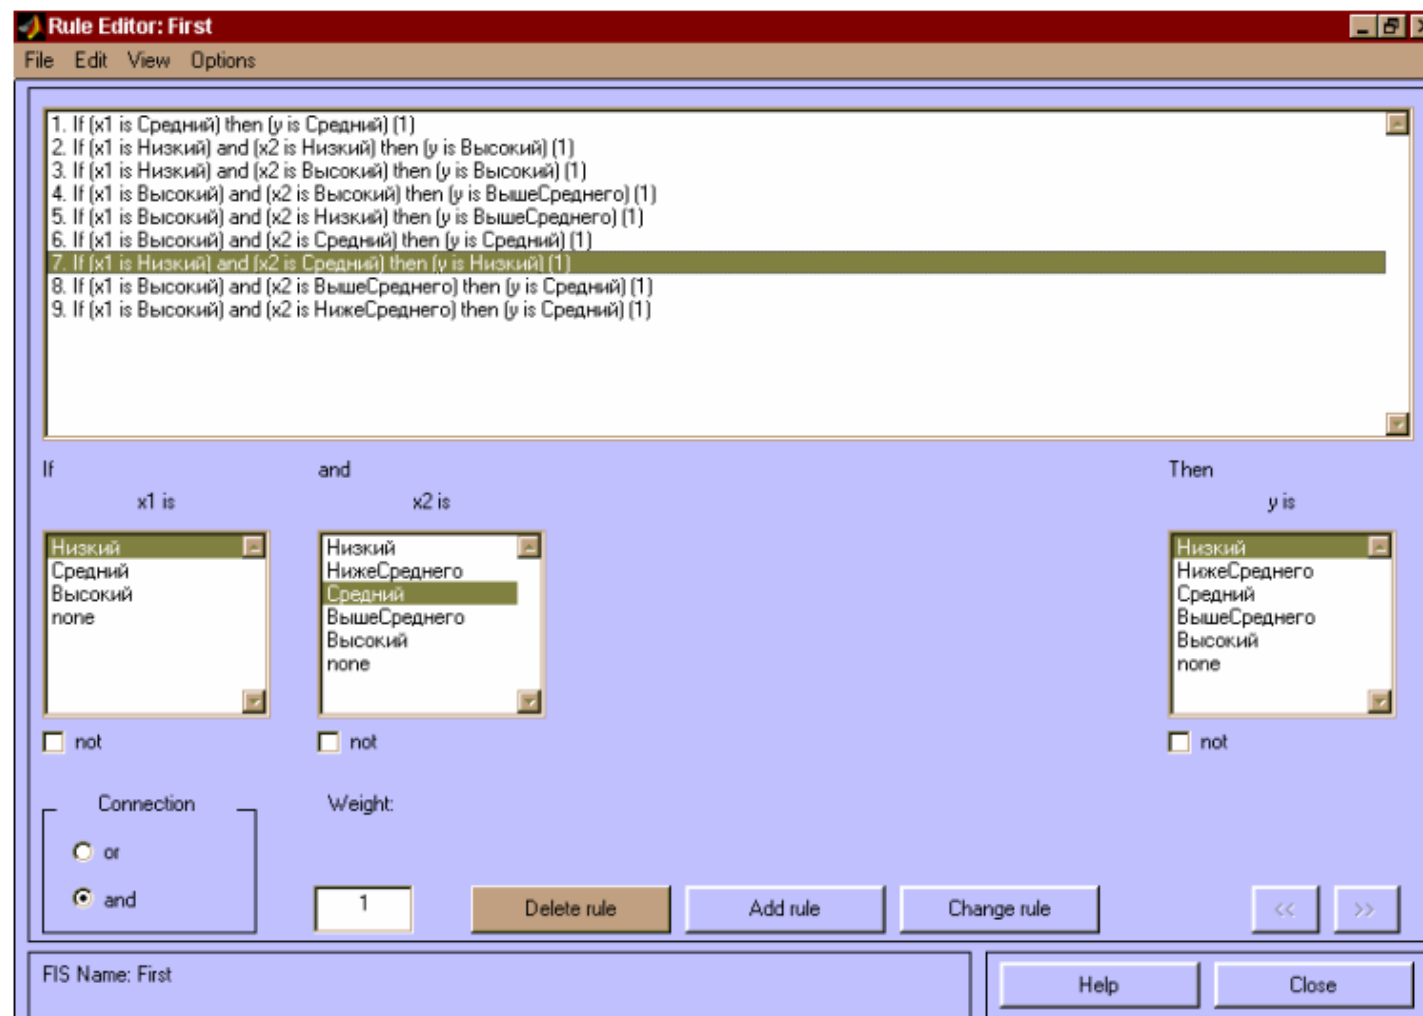 Rule Editor: First
File Edit View Options
1. If (x1 is Средний) then (y is Средний) (1)
2. If (x1 is Низкий) and (x2 is Низкий) then (y is Высокий) (1)
3. If (x1 is Низкий) and (x2 is Высокий) then (y is Высокий) (1)
4. If (x1 is Высокий) and (x2 is Высокий) then (y is ВышеСреднего) (1)
5. If (x1 is Высокий) and (x2 is Низкий) then (y is ВышеСреднего) (1)
6. If (x1 is Высокий) and (x2 is Средний) then (y is Средний) (1)
7. If (x1 is Низкий) and (x2 is Средний) then (y is Низкий) (1)
8. If (x1 is Высокий) and (x2 is ВышеСреднего) then (y is Средний) (1)
9. If (x1 is Высокий) and (x2 is НижеСреднего) then (y is Средний) (1)
If and Then
x1 is x2 is y is
Низкий
Средний
Высокий
none
Низкий
НижеСреднего
Средний
ВышеСреднего
Высокий
none
Низкий
НижеСреднего
Средний
ВышеСреднего
Высокий
none
not not not
Connection
or
and
Weight:
1
Delete rule Add rule Change rule << >>
FIS Name: First
Help Close